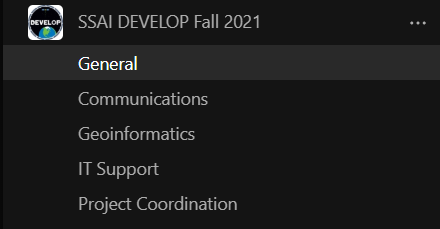 DEVELOP
SSAI DEVELOP Fall 2021
General
Communications
Geoinformatics
IT Support
Project Coordination